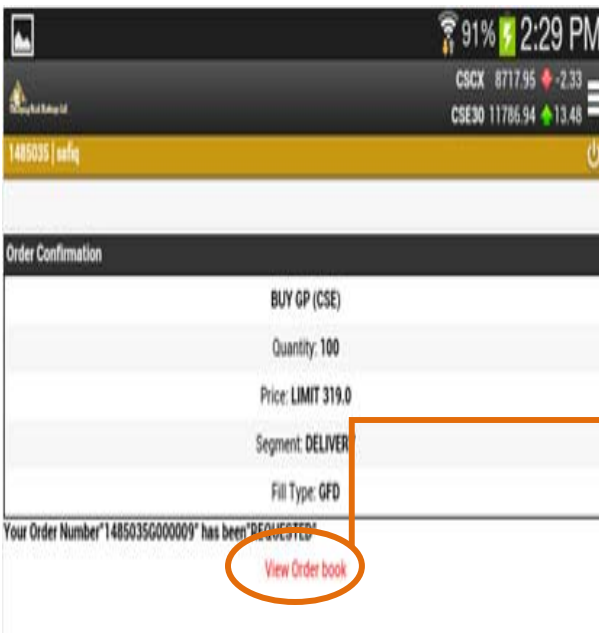 91% 2:29 PM
CSCX 8717.95 -2.33
CSE30 11786.94 13.48
1485035 | safiq
Order Confirmation
BUY GP (CSE)
Quantity: 100
Price: LIMIT 319.0
Segment: DELIVERY
Fill Type: GFD
Your Order Number"1485035G000009" has been"REQUESTED"
View Order book